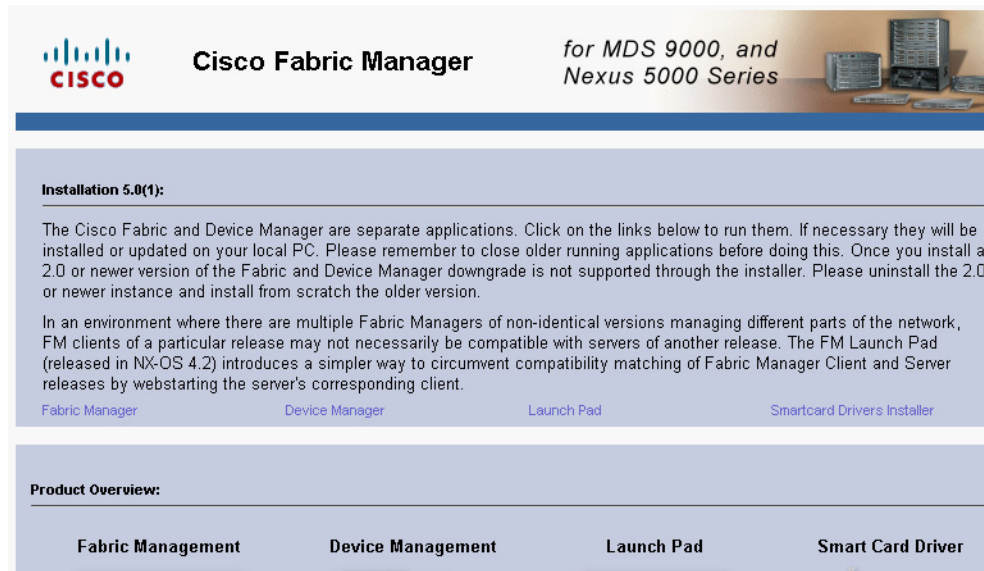 CISCO
Cisco Fabric Manager
for MDS 9000, and
Nexus 5000 Series
Installation 5.0(1):
The Cisco Fabric and Device Manager are separate applications. Click on the links below to run them. If necessary they will be
installed or updated on your local PC. Please remember to close older running applications before doing this. Once you install a
2.0 or newer version of the Fabric and Device Manager downgrade is not supported through the installer. Please uninstall the 2.0
or newer instance and install from scratch the older version.
In an environment where there are multiple Fabric Managers of non-identical versions managing different parts of the network,
FM clients of a particular release may not necessarily be compatible with servers of another release. The FM Launch Pad
(released in NX-OS 4.2) introduces a simpler way to circumvent compatibility matching of Fabric Manager Client and Server
releases by webstarting the server's corresponding client.
Fabric Manager Device Manager Launch Pad Smartcard Drivers Installer
Product Overview:
Fabric Management Device Management Launch Pad Smart Card Driver